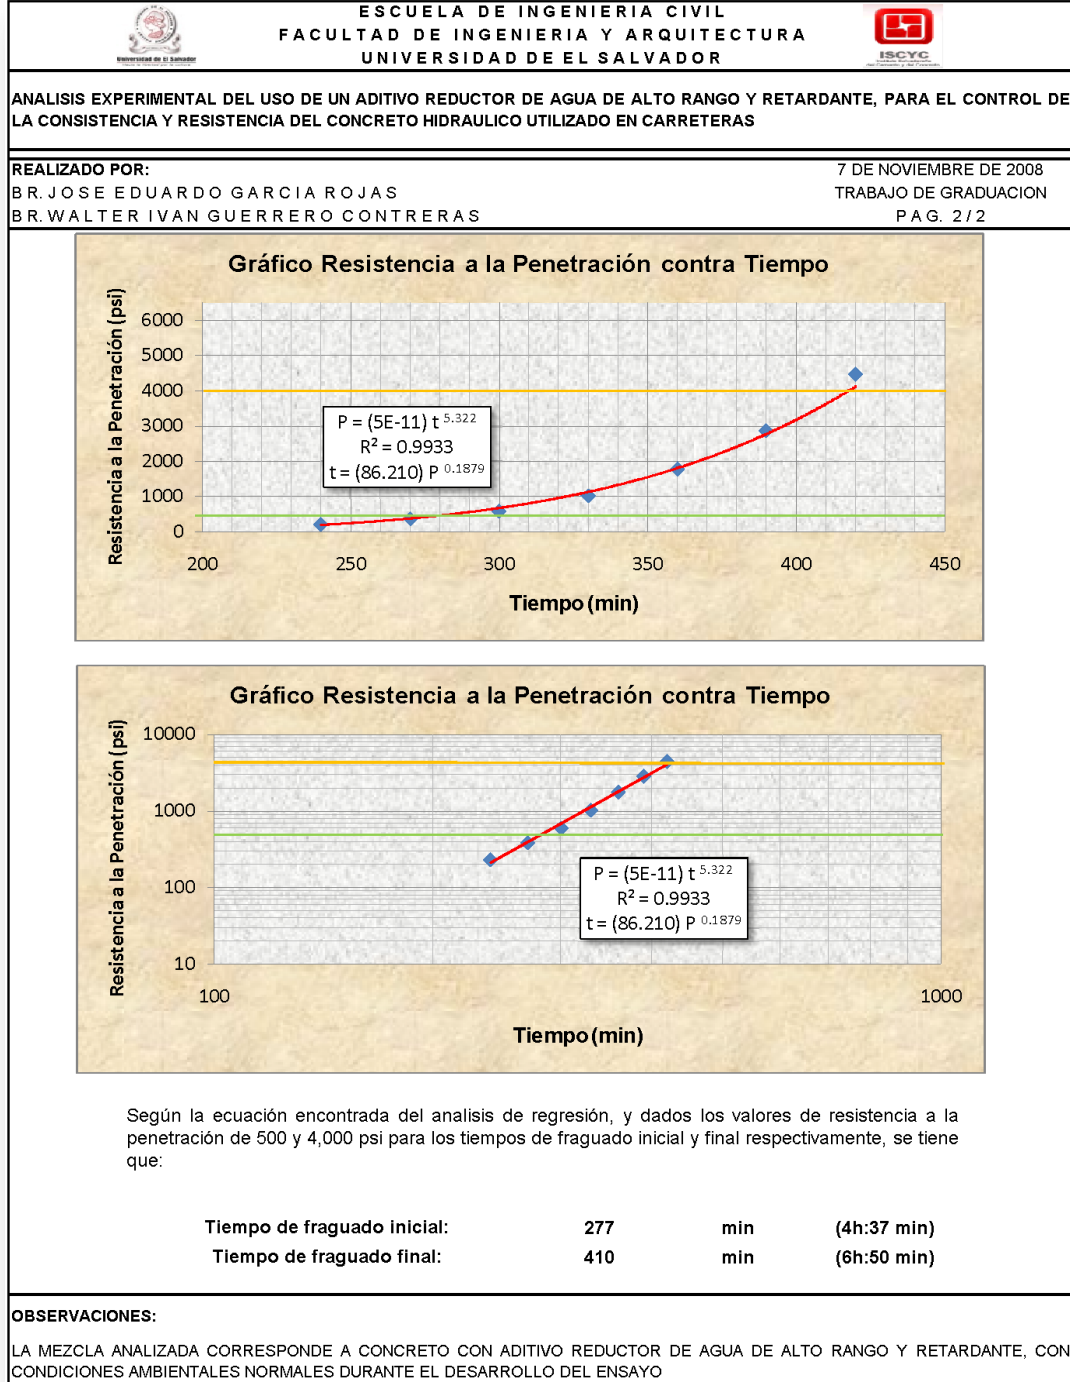 ESCUELA DE INGENIERIA CIVIL
FACULTAD DE INGENIERIA Y ARQUITECTURA
UNIVERSIDAD DE EL SALVADOR
Universidad de El Salvador
ISCYC
ANALISIS EXPERIMENTAL DEL USO DE UN ADITIVO REDUCTOR DE AGUA DE ALTO RANGO Y RETARDANTE, PARA EL CONTROL DE
LA CONSISTENCIA Y RESISTENCIA DEL CONCRETO HIDRAULICO UTILIZADO EN CARRETERAS
REALIZADO POR:
7 DE NOVIEMBRE DE 2008
BR. JOSE EDUARDO GARCIA ROJAS
TRABAJO DE GRADUACION
BR. WALTER IVAN GUERRERO CONTRERAS
PAG. 2/2
Gráfico Resistencia a la Penetración contra Tiempo
Resistencia a la Penetración (psi)
6000
5000
4000
3000
2000
1000
0
P = (5E-11) t 5.322
R² = 0.9933
t = (86.210) P 0.1879
200 250 300 350 400 450
Tiempo (min)
Gráfico Resistencia a la Penetración contra Tiempo
Resistencia a la Penetración (psi)
10000
1000
100
10
P = (5E-11) t 5.322
R² = 0.9933
t = (86.210) P 0.1879
100 1000
Tiempo (min)
Según la ecuación encontrada del analisis de regresión, y dados los valores de resistencia a la
penetración de 500 y 4,000 psi para los tiempos de fraguado inicial y final respectivamente, se tiene
que:
Tiempo de fraguado inicial: 277 min (4h:37 min)
Tiempo de fraguado final: 410 min (6h:50 min)
OBSERVACIONES:
LA MEZCLA ANALIZADA CORRESPONDE A CONCRETO CON ADITIVO REDUCTOR DE AGUA DE ALTO RANGO Y RETARDANTE, CON
CONDICIONES AMBIENTALES NORMALES DURANTE EL DESARROLLO DEL ENSAYO